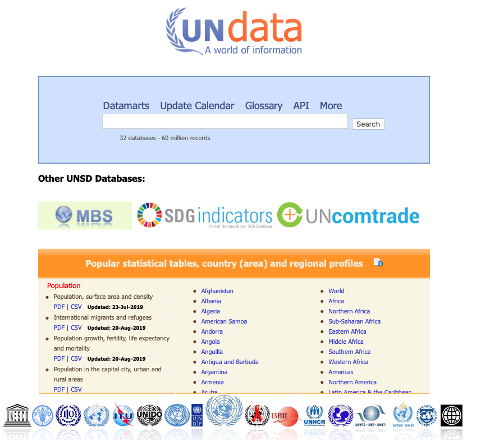 UNdata
A world of information
Datamarts Update Calendar Glossary API More
Search
32 databases - 60 million records
Other UNSD Databases:
MBS
SDG indicators
UNcomtrade
Popular statistical tables, country (area) and regional profiles
Population
Population, surface area and density
PDF | CSV Updated: 23-Jul-2019
International migrants and refugees
PDF | CSV Updated: 20-Aug-2019
Population growth, fertility, life expectancy
and mortality
PDF | CSV Updated: 20-Aug-2019
Population in the capital city, urban and
rural areas
PDF | CSV
Afghanistan
Albania
Algeria
American Samoa
Andorra
Angola
Anguilla
Antigua and Barbuda
Argentina
Armenia
Aruba
World
Africa
Northern Africa
Sub-Saharan Africa
Eastern Africa
Middle Africa
Southern Africa
Western Africa
Americas
Northern America
Latin America & the Caribbean
UNIDO
UNHCR